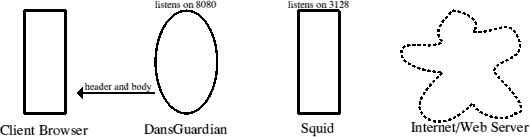 listens on 8080
listens on 3128
header and body
Client Browser
DansGuardian
Squid
Internet/Web Server